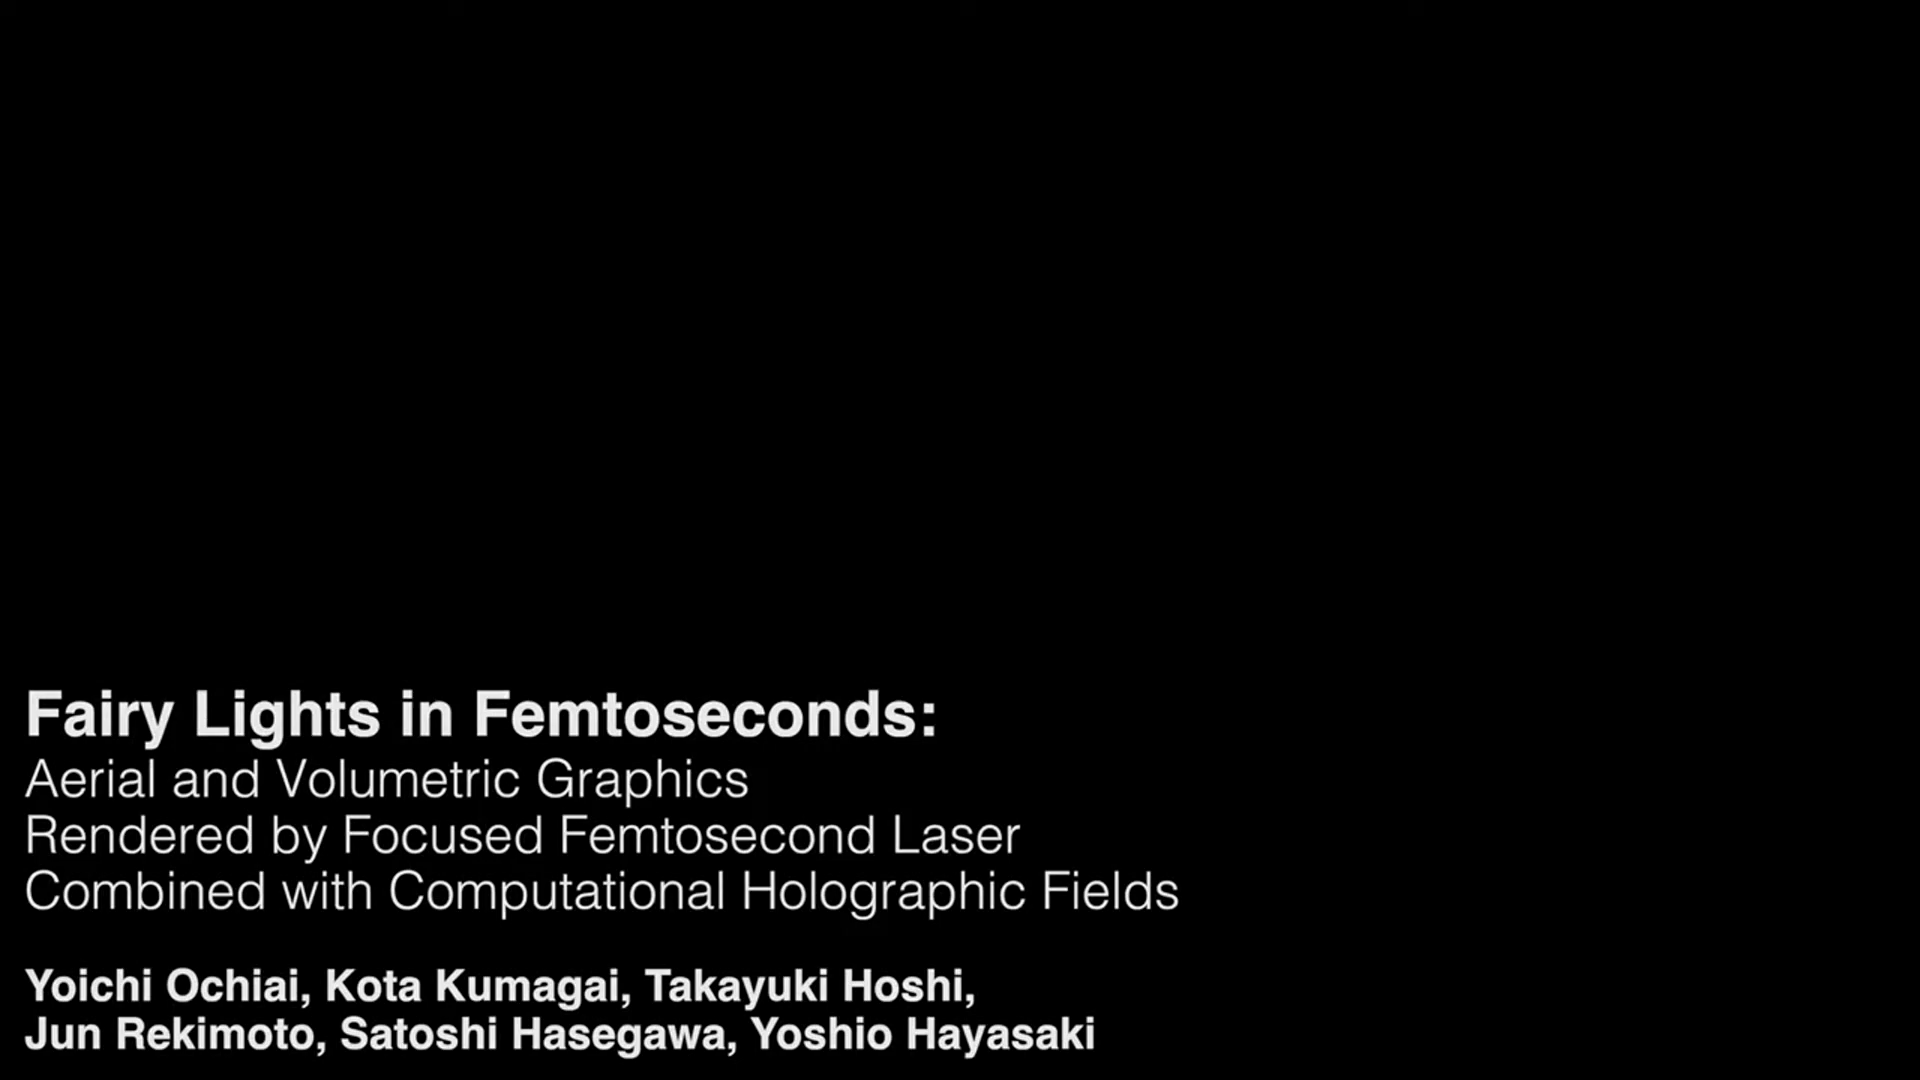 Fairy Lights in Femtoseconds:
Aerial and Volumetric Graphics
Rendered by Focused Femtosecond Laser
Combined with Computational Holographic Fields
Yoichi Ochiai, Kota Kumagai, Takayuki Hoshi,
Jun Rekimoto, Satoshi Hasegawa, Yoshio Hayasaki